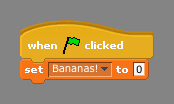 when clicked
set Bananas! to 0